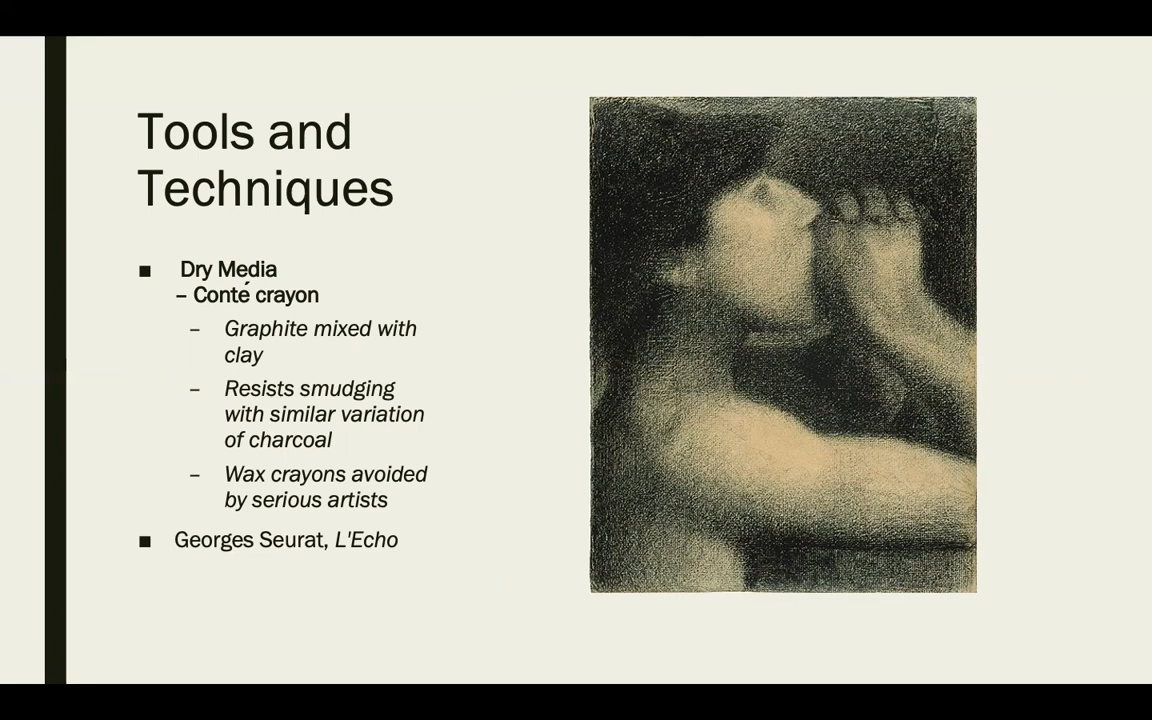 Tools and
Techniques
■ Dry Media
– Conté crayon
– Graphite mixed with
clay
– Resists smudging
with similar variation
of charcoal
– Wax crayons avoided
by serious artists
■ Georges Seurat, L'Echo